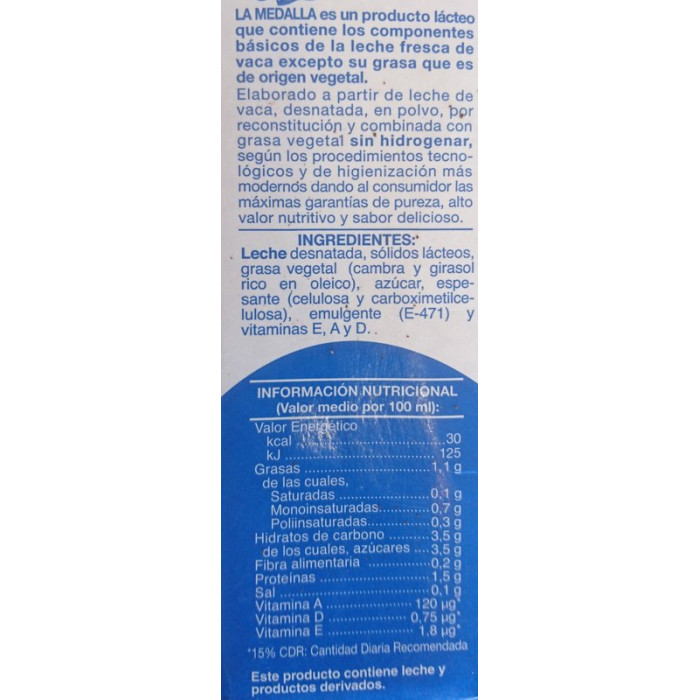 LA MEDALLA es un producto lácteo
que contiene los componentes
básicos de la leche fresca de
vaca excepto su grasa que es
de origen vegetal.
Elaborado a partir de leche de
vaca, desnatada, en polvo, por
reconstitución y combinada con
grasa vegetal sin hidrogenar,
según los procedimientos tecno-
lógicos y de higienización más
modernos dando al consumidor las
máximas garantías de pureza, alto
valor nutritivo y sabor delicioso.
INGREDIENTES:
Leche desnatada, sólidos lácteos,
grasa vegetal (cambra y girasol
rico en oleico), azúcar, espe-
sante (celulosa y carboximetilce-
lulosa), emulgente (E-471) y
vitaminas E, A y D.
INFORMACIÓN NUTRICIONAL
(Valor medio por 100 ml):
Valor Energético
kcal ........................ 30
kJ ........................ 125
Grasas ........................ 1,1 g
de las cuales,
Saturadas ................ 0,1 g
Monoinsaturadas............ 0,7 g
Poliinsaturadas............ 0,3 g
Hidratos de carbono .......... 3,5 g
de los cuales, azúcares .... 3,5 g
Fibra alimentaria ............ 0,2 g
Proteínas .................... 1,5 g
Sal ........................ 0,1 g
Vitamina A ................ 120 µg*
Vitamina D ................ 0,75 µg*
Vitamina E ................ 1,8 µg*
*15% CDR: Cantidad Diaria Recomendada
Este producto contiene leche y
productos derivados.